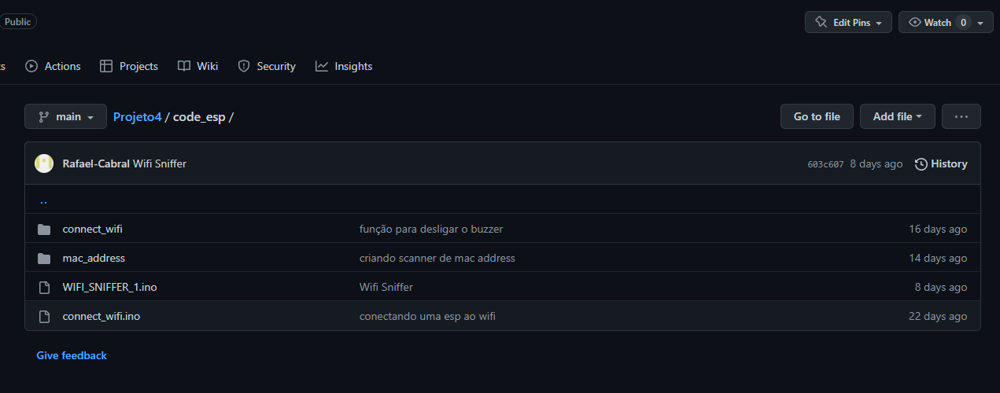 Public
Edit Pins
Watch 0
s
Actions
Projects
Wiki
Security
Insights
main
Projeto4 / code_esp /
Go to file
Add file
...
Rafael-Cabral Wifi Sniffer
603c607 8 days ago
History
..
connect_wifi função para desligar o buzzer 16 days ago
mac_address criando scanner de mac address 14 days ago
WIFI_SNIFFER_1.ino Wifi Sniffer 8 days ago
connect_wifi.ino conectando uma esp ao wifi 22 days ago
Give feedback